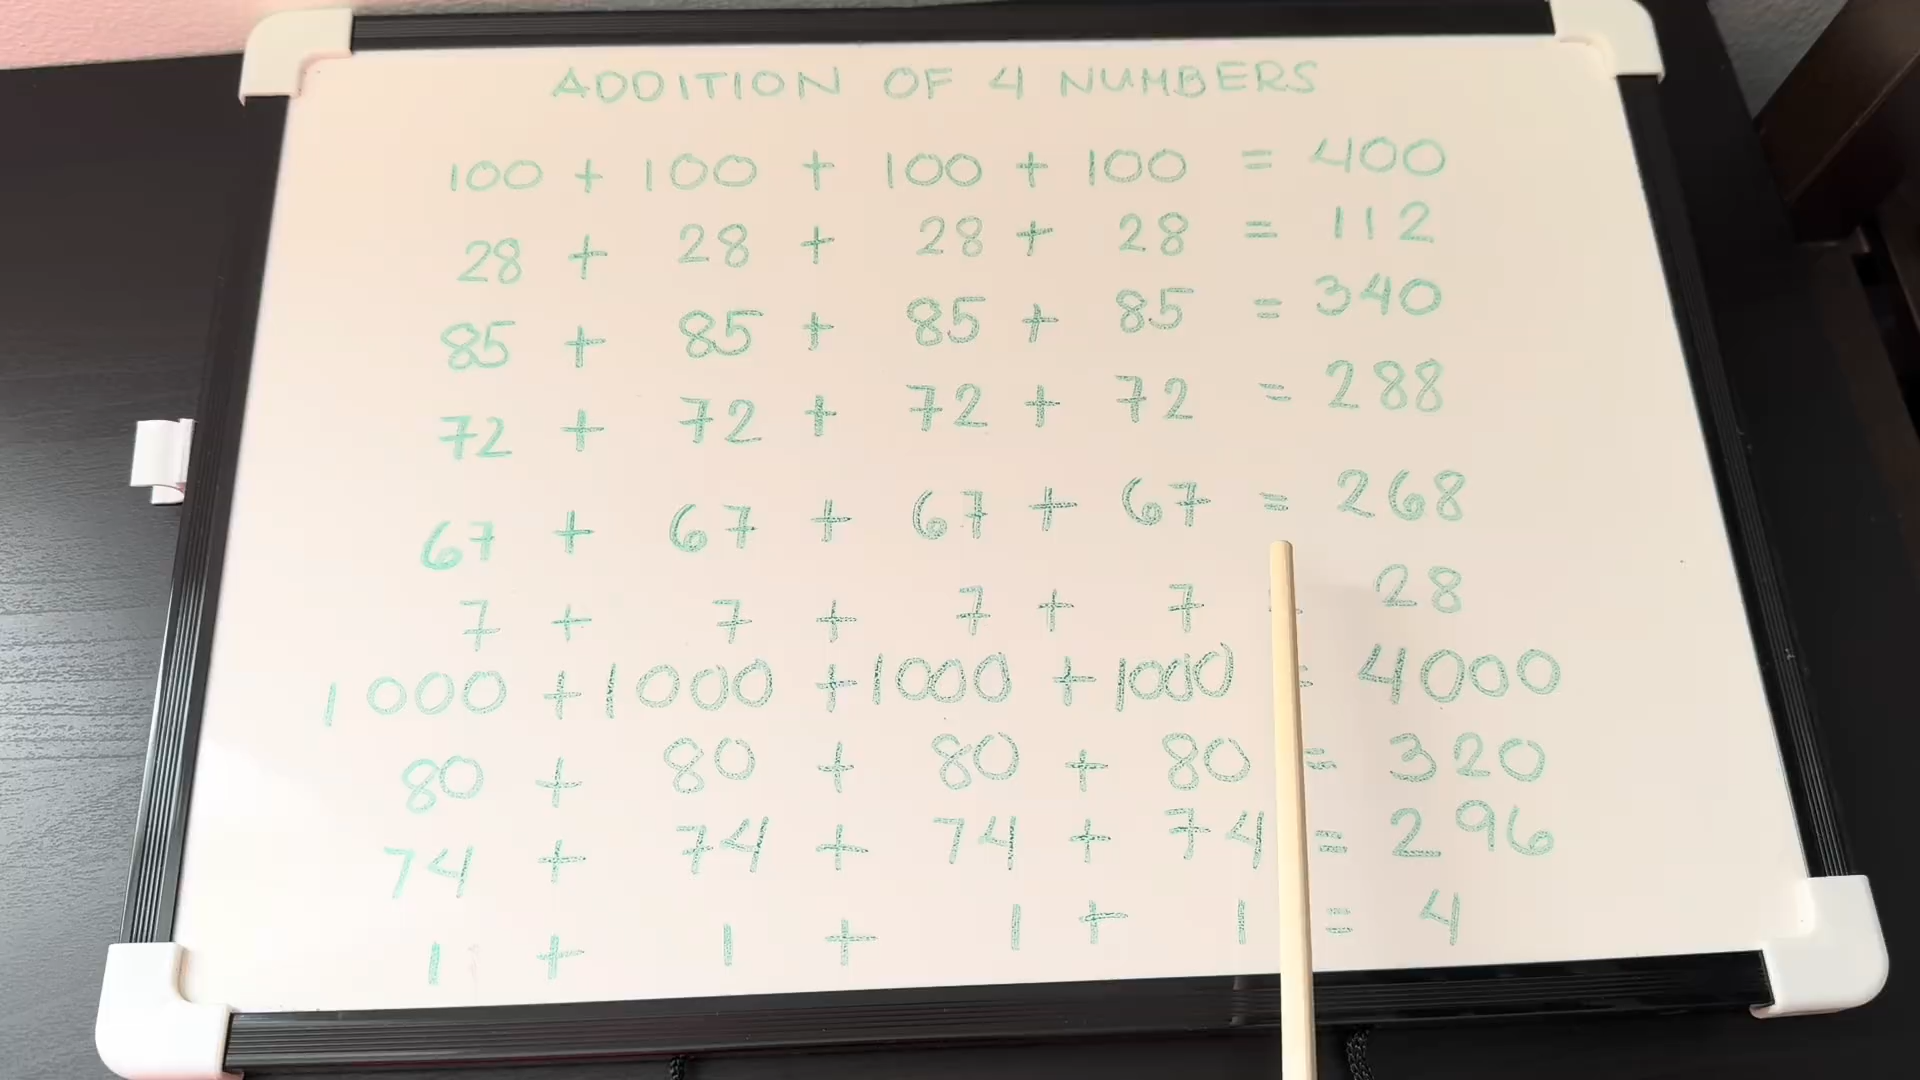 ADDITION OF 4 NUMBERS
100 + 100 + 100 + 100 = 400
28 + 28 + 28 + 28 = 112
85 + 85 + 85 + 85 = 340
72 + 72 + 72 + 72 = 288
67 + 67 + 67 + 67 = 268
7 + 7 + 7 + 7 = 28
1000 + 1000 + 1000 + 1000 = 4000
80 + 80 + 80 + 80 = 320
74 + 74 + 74 + 74 = 296
1 + 1 + 1 + 1 = 4